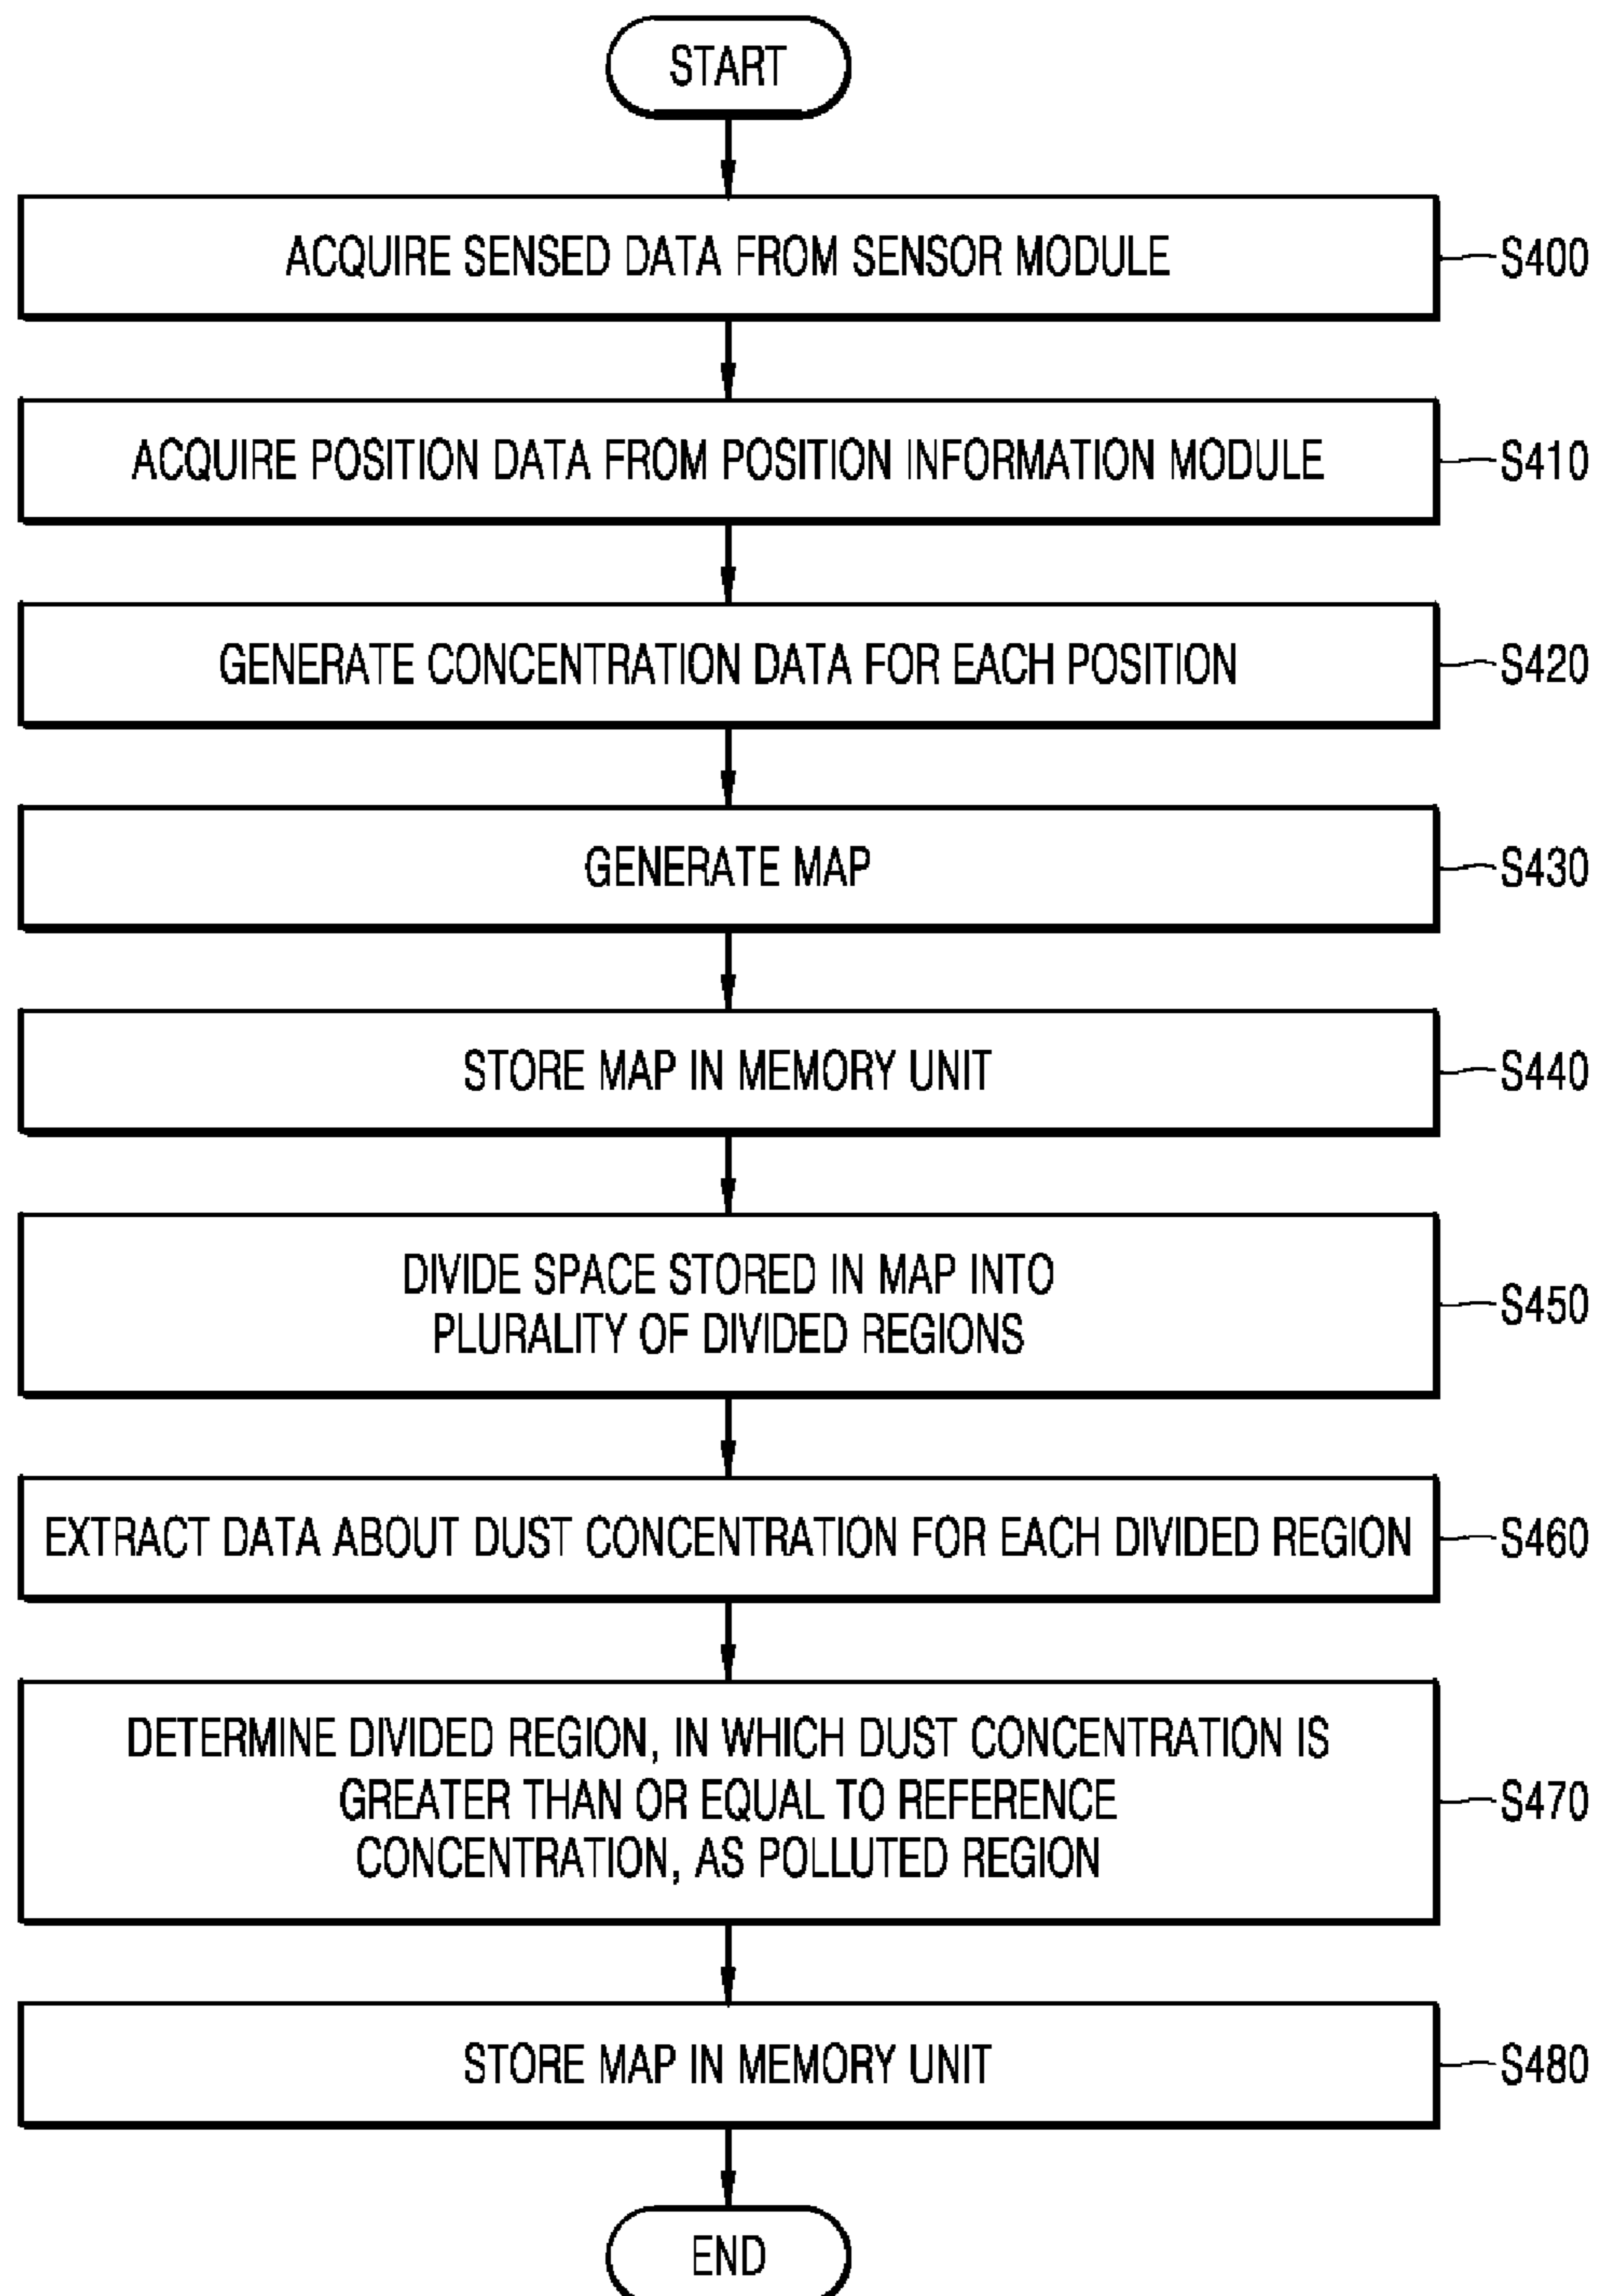 START
ACQUIRE SENSED DATA FROM SENSOR MODULE
S400
ACQUIRE POSITION DATA FROM POSITION INFORMATION MODULE
S410
GENERATE CONCENTRATION DATA FOR EACH POSITION
S420
GENERATE MAP
S430
STORE MAP IN MEMORY UNIT
S440
DIVIDE SPACE STORED IN MAP INTO
PLURALITY OF DIVIDED REGIONS
S450
EXTRACT DATA ABOUT DUST CONCENTRATION FOR EACH DIVIDED REGION
S460
DETERMINE DIVIDED REGION, IN WHICH DUST CONCENTRATION IS
GREATER THAN OR EQUAL TO REFERENCE
CONCENTRATION, AS POLLUTED REGION
S470
STORE MAP IN MEMORY UNIT
S480
END